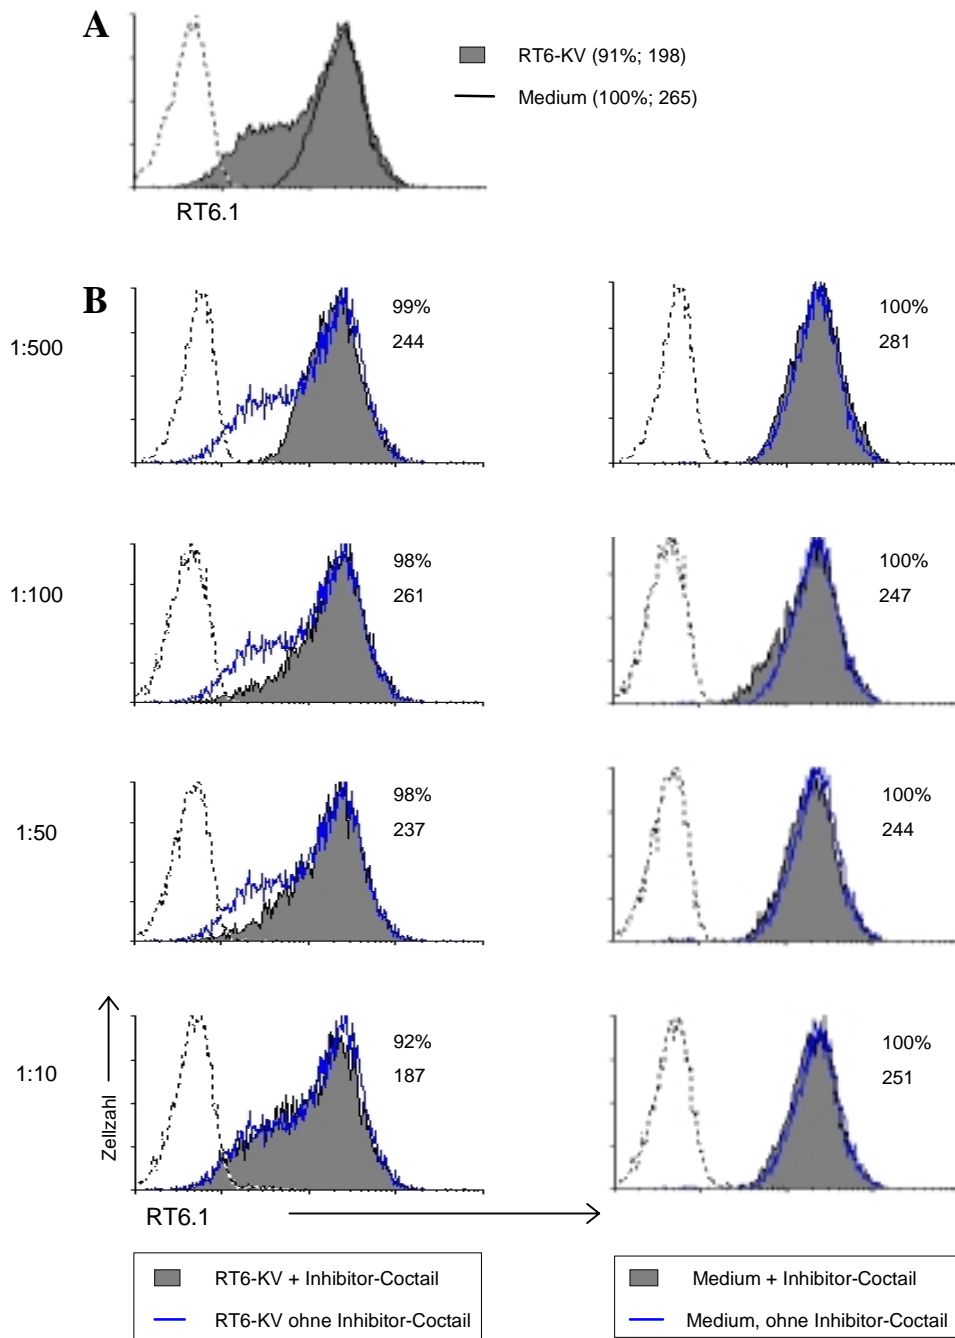 A
RT6-KV (91%; 198)
Medium (100%; 265)
RT6.1
B
1:500
99%
244
100%
281
1:100
98%
261
100%
247
1:50
98%
237
100%
244
1:10
92%
187
100%
251
Zellzahl
RT6.1
RT6-KV + Inhibitor-Coctail
RT6-KV ohne Inhibitor-Coctail
Medium + Inhibitor-Coctail
Medium, ohne Inhibitor-Coctail